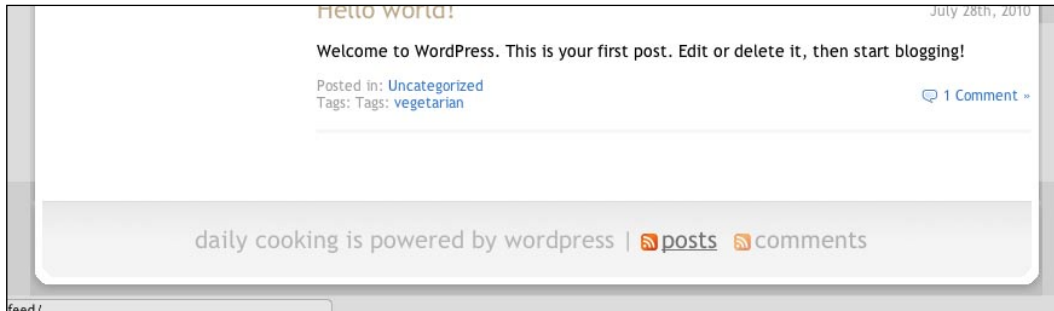 Hello world!
July 28th, 2010
Welcome to WordPress. This is your first post. Edit or delete it, then start blogging!
Posted in: Uncategorized
Tags: Tags: vegetarian
1 Comment »
daily cooking is powered by wordpress | posts comments
feed/